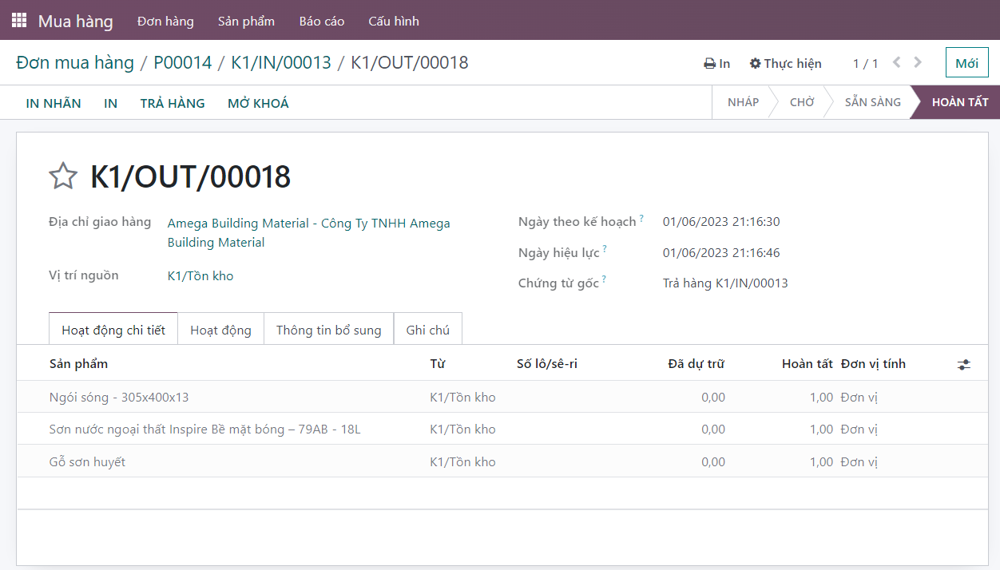 Mua hàng Đơn hàng Sản phẩm Báo cáo Cấu hình
Đơn mua hàng / P00014 / K1/IN/00013 / K1/OUT/00018 In Thực hiện 1 / 1 Mới
IN NHÃN IN TRẢ HÀNG MỞ KHOÁ NHÁP CHỜ SẴN SÀNG HOÀN TẤT
K1/OUT/00018
Địa chỉ giao hàng Amega Building Material - Công Ty TNHH Amega
Building Material
Vị trí nguồn K1/Tồn kho
Ngày theo kế hoạch ? 01/06/2023 21:16:30
Ngày hiệu lực ? 01/06/2023 21:16:46
Chứng từ gốc ? Trả hàng K1/IN/00013
Hoạt động chi tiết Hoạt động Thông tin bổ sung Ghi chú
Sản phẩm Từ Số lô/sê-ri Đã dự trữ Hoàn tất Đơn vị tính
Ngói sóng - 305x400x13 K1/Tồn kho 0,00 1,00 Đơn vị
Sơn nước ngoại thất Inspire Bề mặt bóng – 79AB - 18L K1/Tồn kho 0,00 1,00 Đơn vị
Gỗ sơn huyết K1/Tồn kho 0,00 1,00 Đơn vị